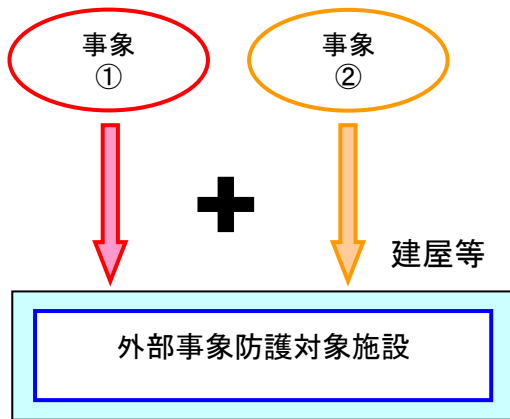 事象
①
事象
②
建屋等
外部事象防護対象施設